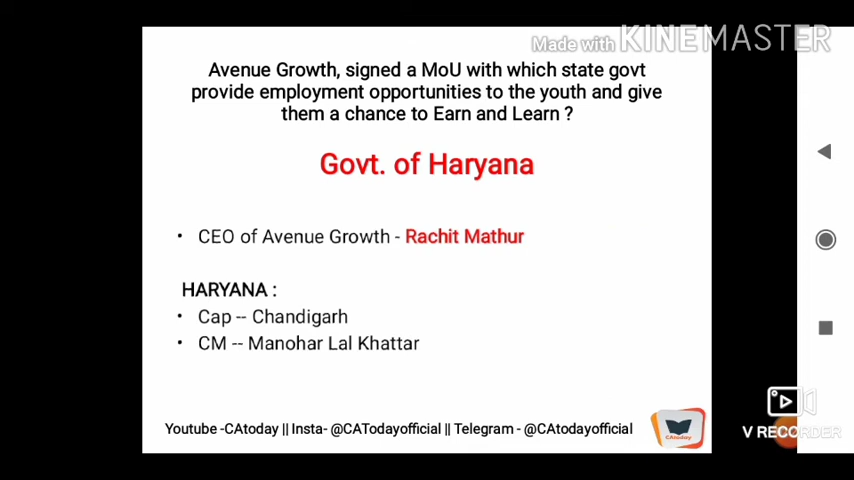 Made with KINEMASTER
Avenue Growth, signed a MoU with which state govt
provide employment opportunities to the youth and give
them a chance to Earn and Learn ?
Govt. of Haryana
• CEO of Avenue Growth - Rachit Mathur
HARYANA :
• Cap -- Chandigarh
• CM -- Manohar Lal Khattar
Youtube -CAtoday || Insta- @CATodayofficial || Telegram - @CAtodayofficial
CAtoday
V RECORDER